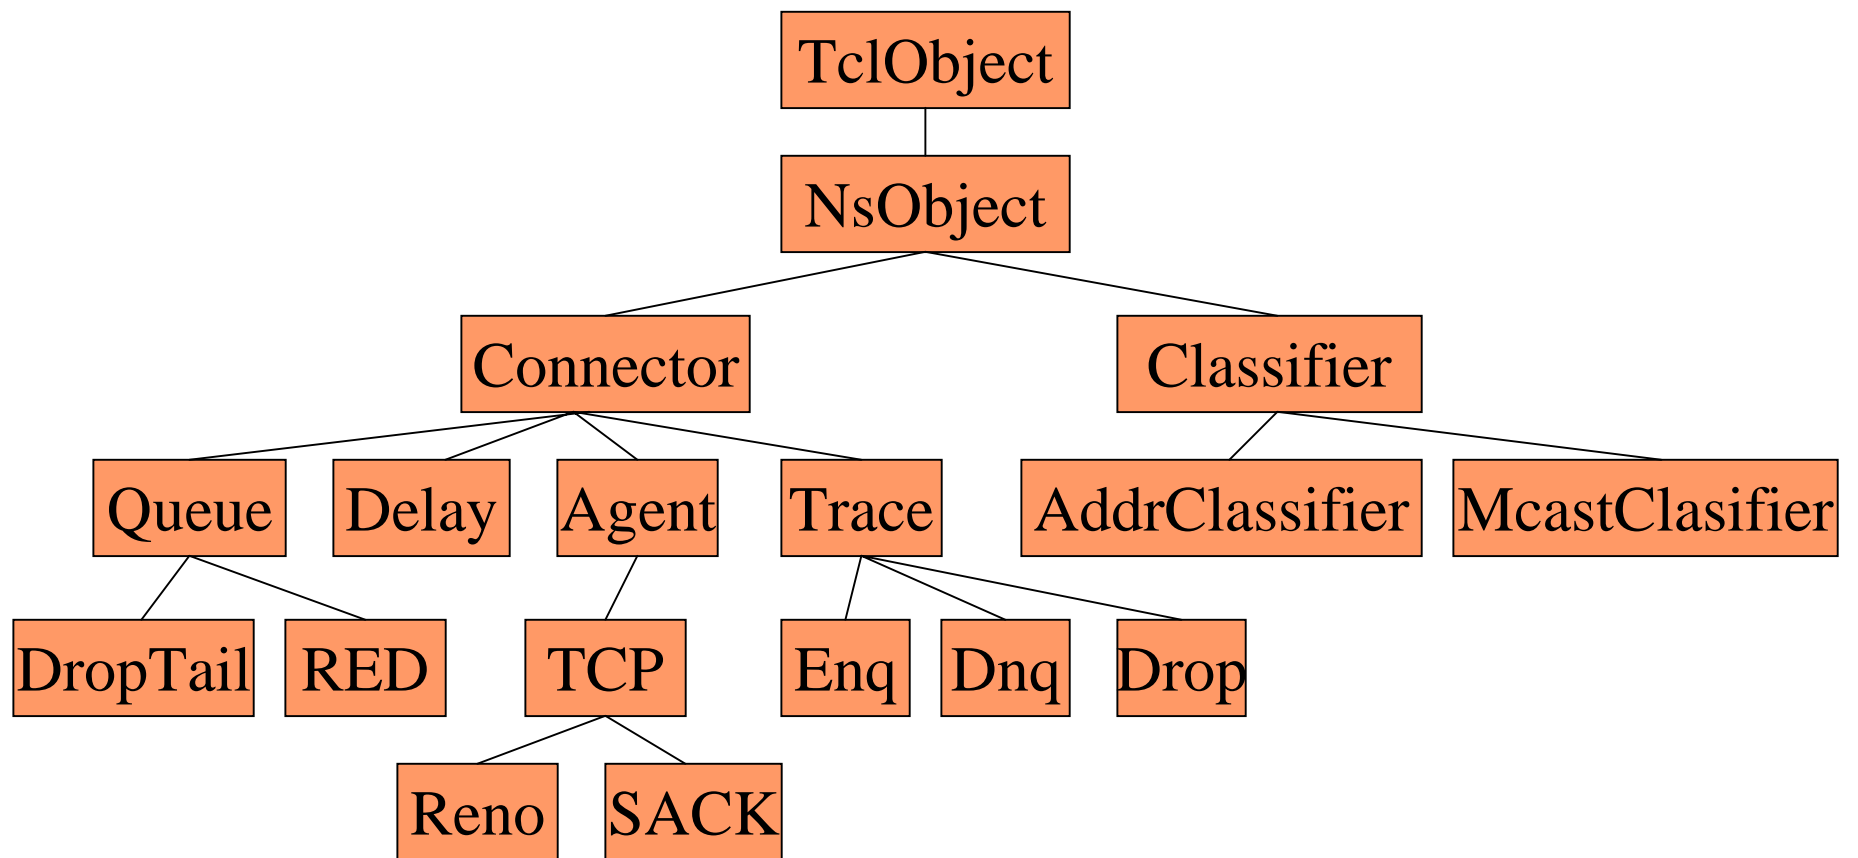 TclObject
NsObject
Connector
Classifier
Queue
Delay
Agent
Trace
AddrClassifier
McastClasifier
DropTail
RED
TCP
Enq
Dnq
Drop
Reno
SACK